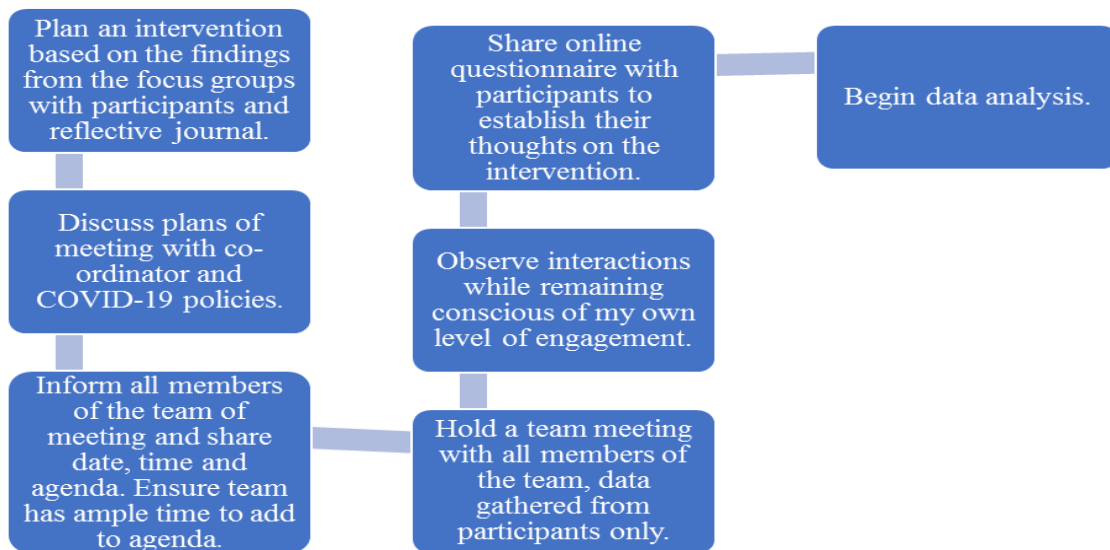 Plan an intervention
based on the findings
from the focus groups
with participants and
reflective journal.
Discuss plans of
meeting with co-
ordinator and
COVID-19 policies.
Inform all members
of the team of
meeting and share
date, time and
agenda. Ensure team
has ample time to add
to agenda.
Hold a team meeting
with all members of
the team, data
gathered from
participants only.
Observe interactions
while remaining
conscious of my own
level of engagement.
Share online
questionnaire with
participants to
establish their
thoughts on the
intervention.
Begin data analysis.